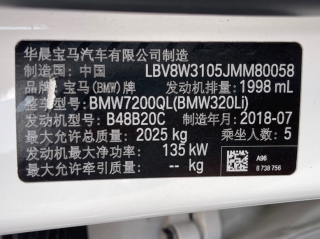 华晨宝马汽车有限公司制造
制造国：中国 LBV8W3105JMM80058
品牌：宝马(BMW)牌 发动机排量：1998 mL
整车型号：BMW7200QL(BMW320Li)
发动机型号：B48B20C 制造年月：2018-07
最大允许总质量：2025 kg 乘坐人数：5
发动机最大净功率：135 kW
最大允许牵引质量：-- kg
A96
8 738 756